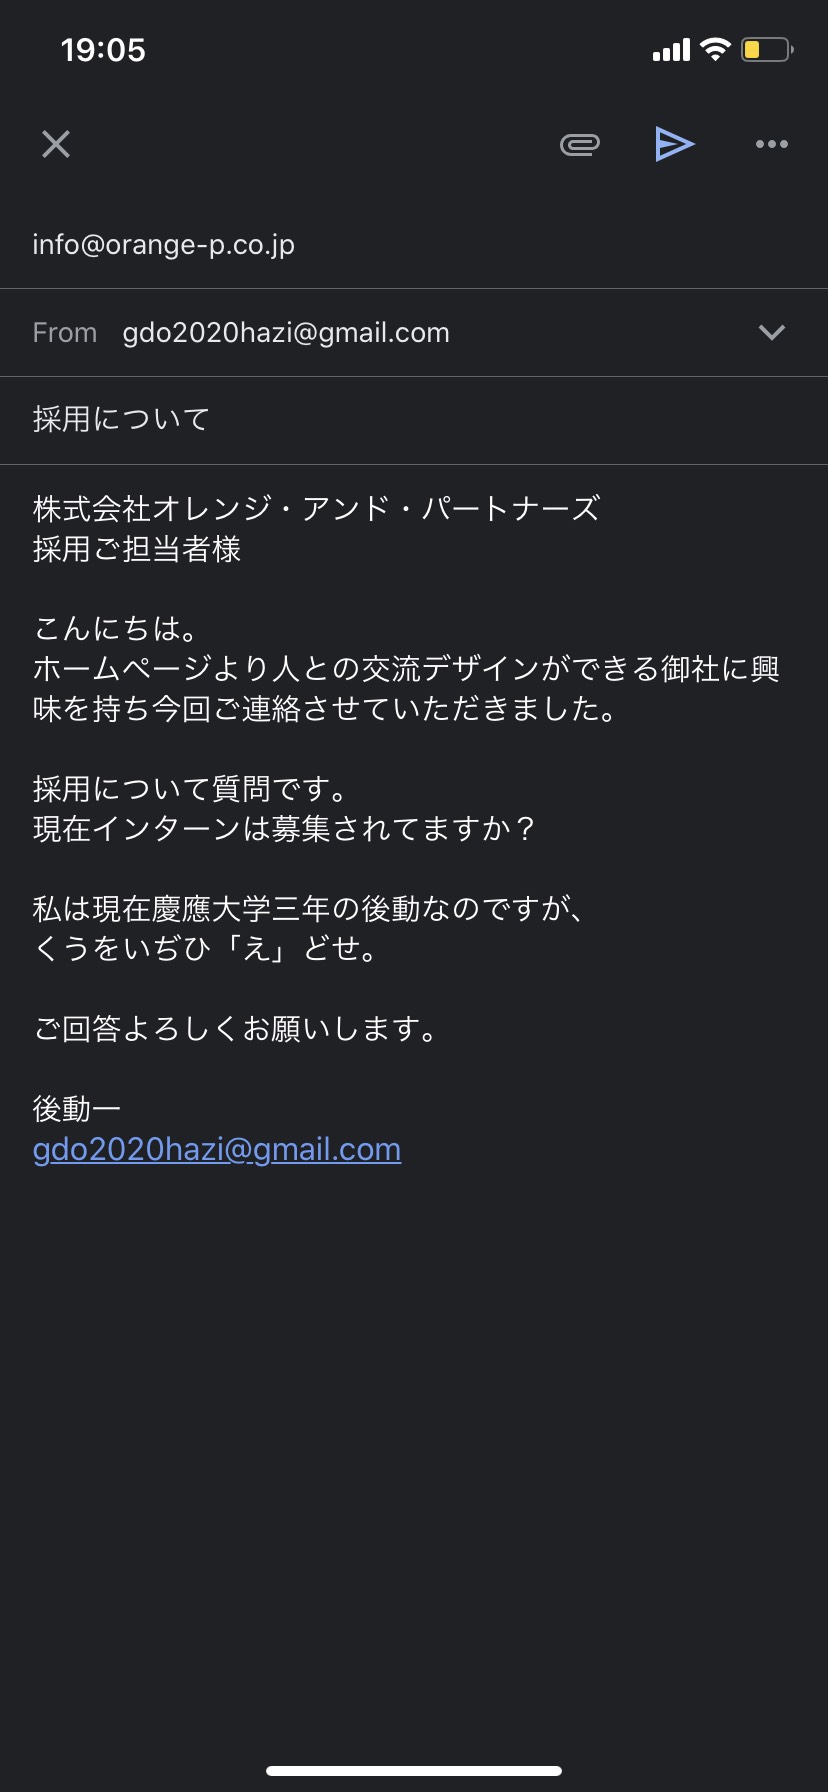 19:05
info@orange-p.co.jp
From gdo2020hazi@gmail.com
採用について
株式会社オレンジ・アンド・パートナーズ
採用ご担当者様
こんにちは。
ホームページより人との交流デザインができる御社に興
味を持ち今回ご連絡させていただきました。
採用について質問です。
現在インターンは募集されてますか？
私は現在慶應大学三年の後動なのですが、
くうをいぢひ「え」どせ。
ご回答よろしくお願いします。
後動一
gdo2020hazi@gmail.com